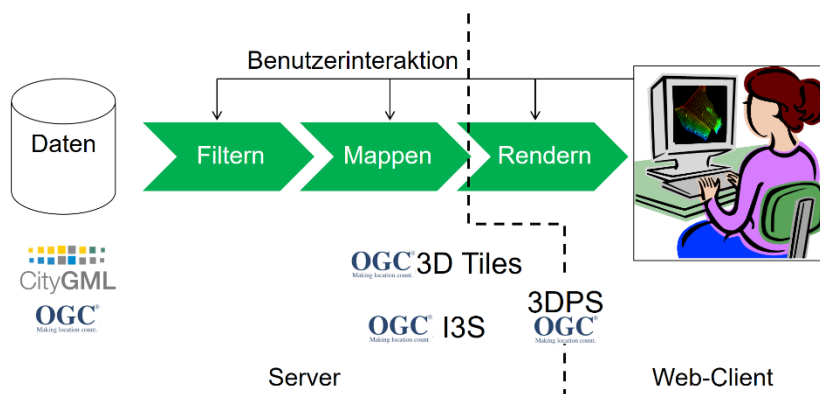 Benutzerinteraktion
Daten
Filtern
Mappen
Rendern
CityGML
OGC®
Making location count.
OGC®
Making location count.
3D Tiles
OGC®
Making location count.
I3S
3DPS
OGC®
Making location count.
Server
Web-Client